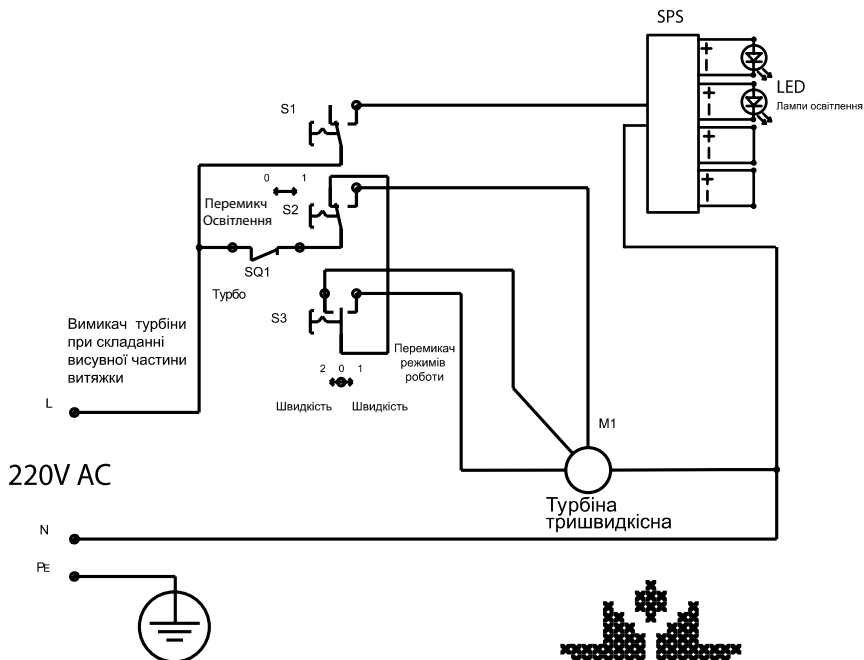 SPS
S1
LED
Лампи освітлення
0 1
S2
Перемикч
Освітлення
SQ1
Турбо
S3
Вимикач турбіни
при складанні
висувної частини
витяжки
Перемикач
режимів
роботи
2 0 1
Швидкість Швидкість
L
M1
220V AC
Турбіна
тришвидкісна
N
PE